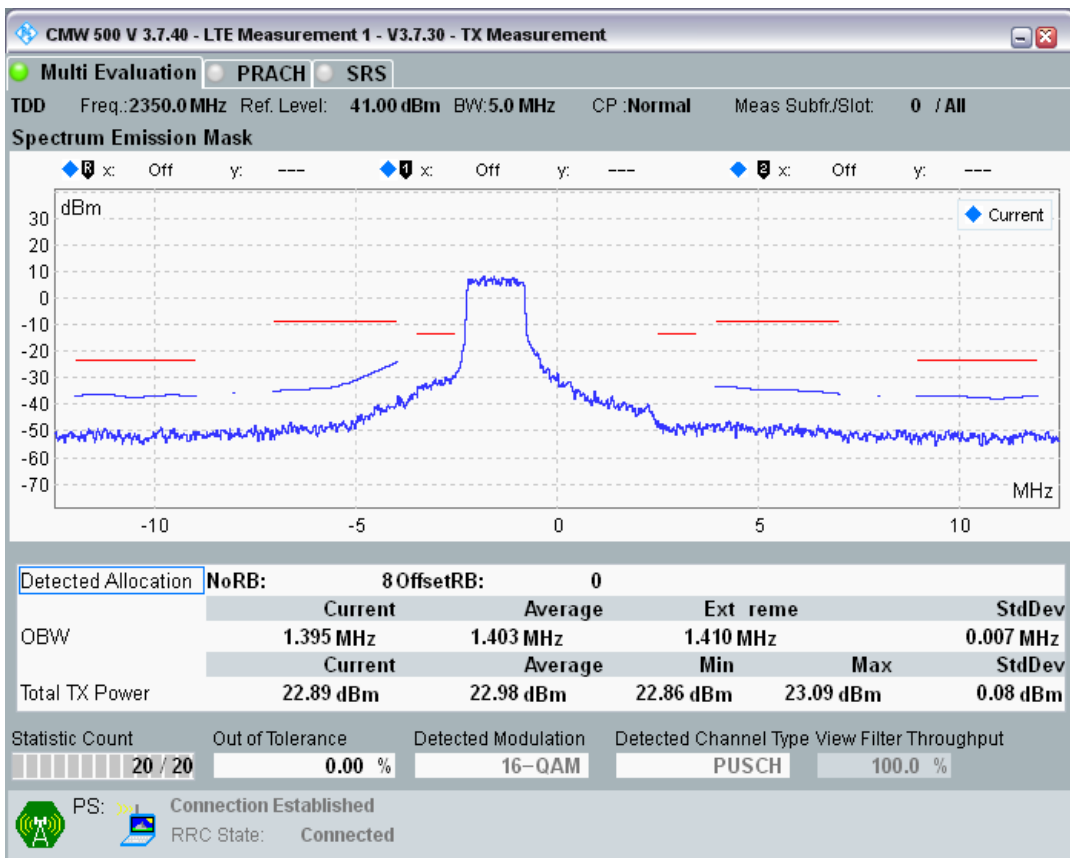 CMW 500 V 3.7.40 - LTE Measurement 1 - V3.7.30 - TX Measurement
Multi Evaluation PRACH SRS
TDD Freq.:2350.0 MHz Ref. Level: 41.00 dBm BW:5.0 MHz CP :Normal Meas Subfr./Slot: 0 / All
Spectrum Emission Mask
R x: Off y: --- 1 x: Off y: --- 2 x: Off y: ---
dBm
Current
30
20
10
0
-10
-20
-30
-40
-50
-60
-70
MHz
-10 -5 0 5 10
Detected Allocation NoRB: 8 OffsetRB: 0
Current Average Ext reme StdDev
OBW 1.395 MHz 1.403 MHz 1.410 MHz 0.007 MHz
Current Average Min Max StdDev
Total TX Power 22.89 dBm 22.98 dBm 22.86 dBm 23.09 dBm 0.08 dBm
Statistic Count Out of Tolerance Detected Modulation Detected Channel Type View Filter Throughput
20 / 20 0.00 % 16-QAM PUSCH 100.0 %
PS: Connection Established
RRC State: Connected